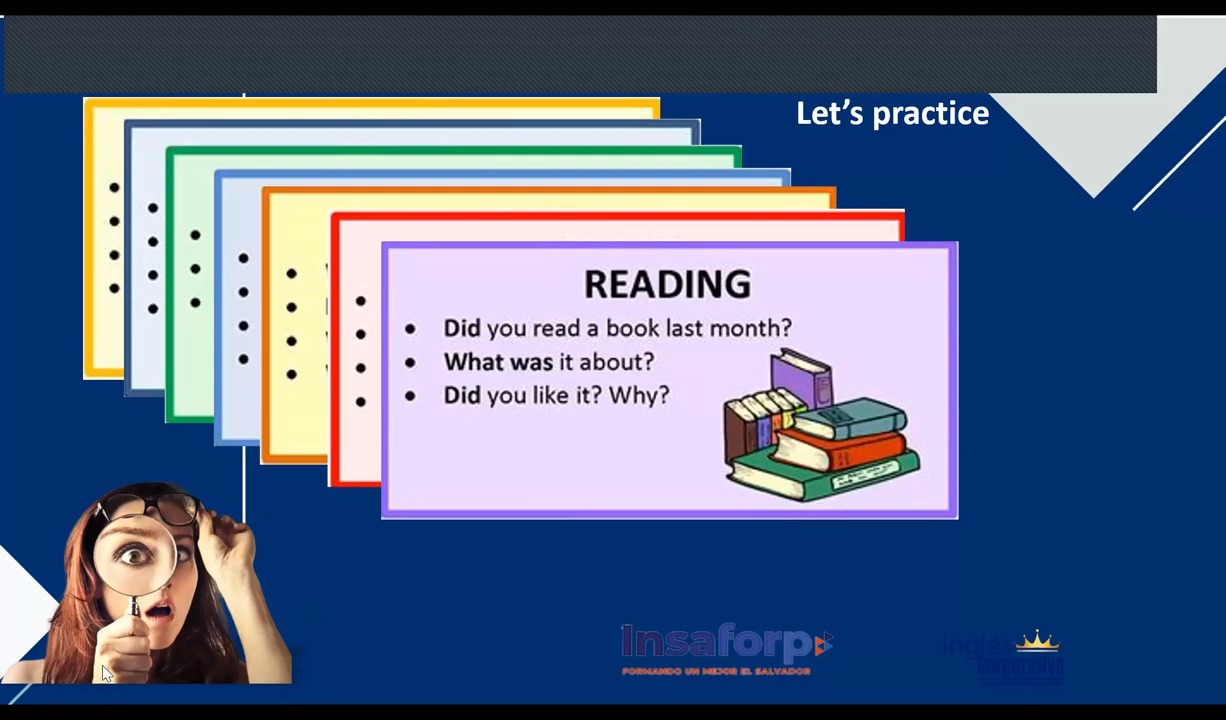 Let's practice
READING
• Did you read a book last month?
• What was it about?
• Did you like it? Why?
Insaforp
FORMANDO UN MEJOR EL SALVADOR
Inglés
Corporativo